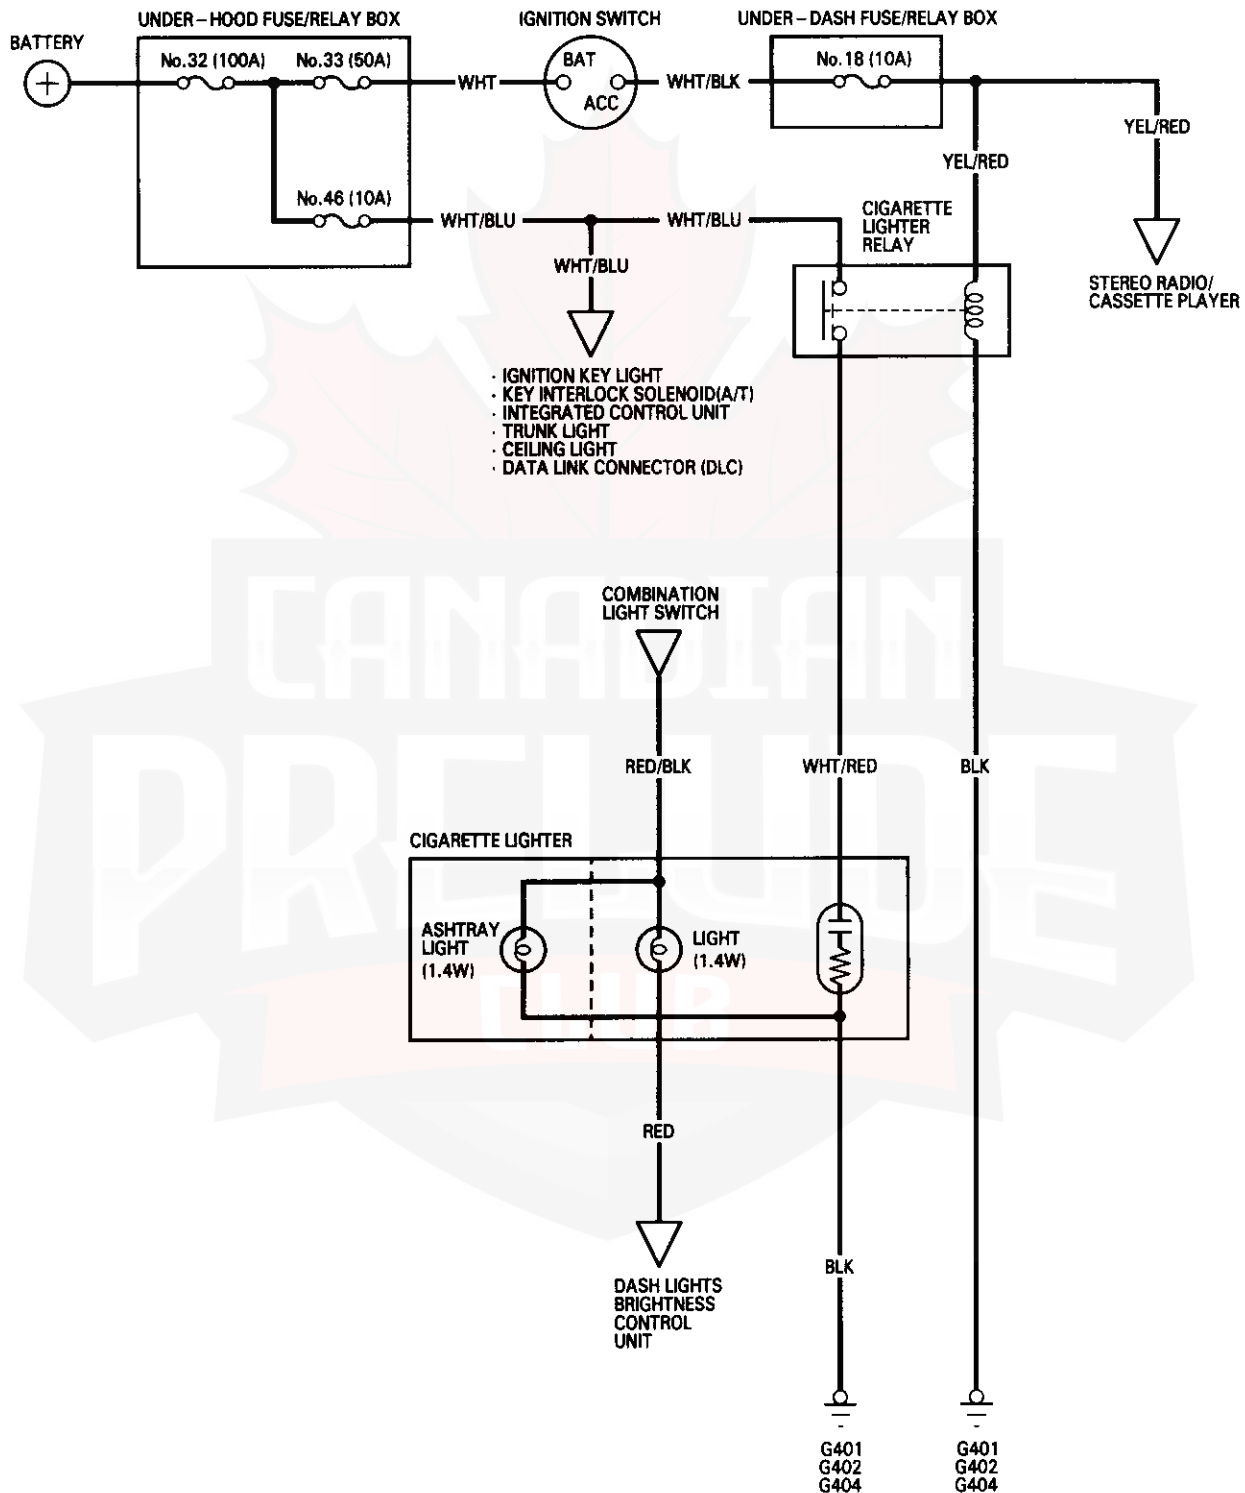 UNDER-HOOD FUSE/RELAY BOX
IGNITION SWITCH
UNDER-DASH FUSE/RELAY BOX
BATTERY
No.32 (100A)
No.33 (50A)
BAT
ACC
No.18 (10A)
WHT
WHT/BLK
YEL/RED
YEL/RED
No.46 (10A)
WHT/BLU
WHT/BLU
WHT/BLU
CIGARETTE
LIGHTER
RELAY
STEREO RADIO/
CASSETTE PLAYER
· IGNITION KEY LIGHT
· KEY INTERLOCK SOLENOID(A/T)
· INTEGRATED CONTROL UNIT
· TRUNK LIGHT
· CEILING LIGHT
· DATA LINK CONNECTOR (DLC)
CANADIAN
PRELUDE
CLUB
COMBINATION
LIGHT SWITCH
RED/BLK
WHT/RED
BLK
CIGARETTE LIGHTER
ASHTRAY
LIGHT
(1.4W)
LIGHT
(1.4W)
RED
BLK
DASH LIGHTS
BRIGHTNESS
CONTROL
UNIT
G401
G402
G404
G401
G402
G404